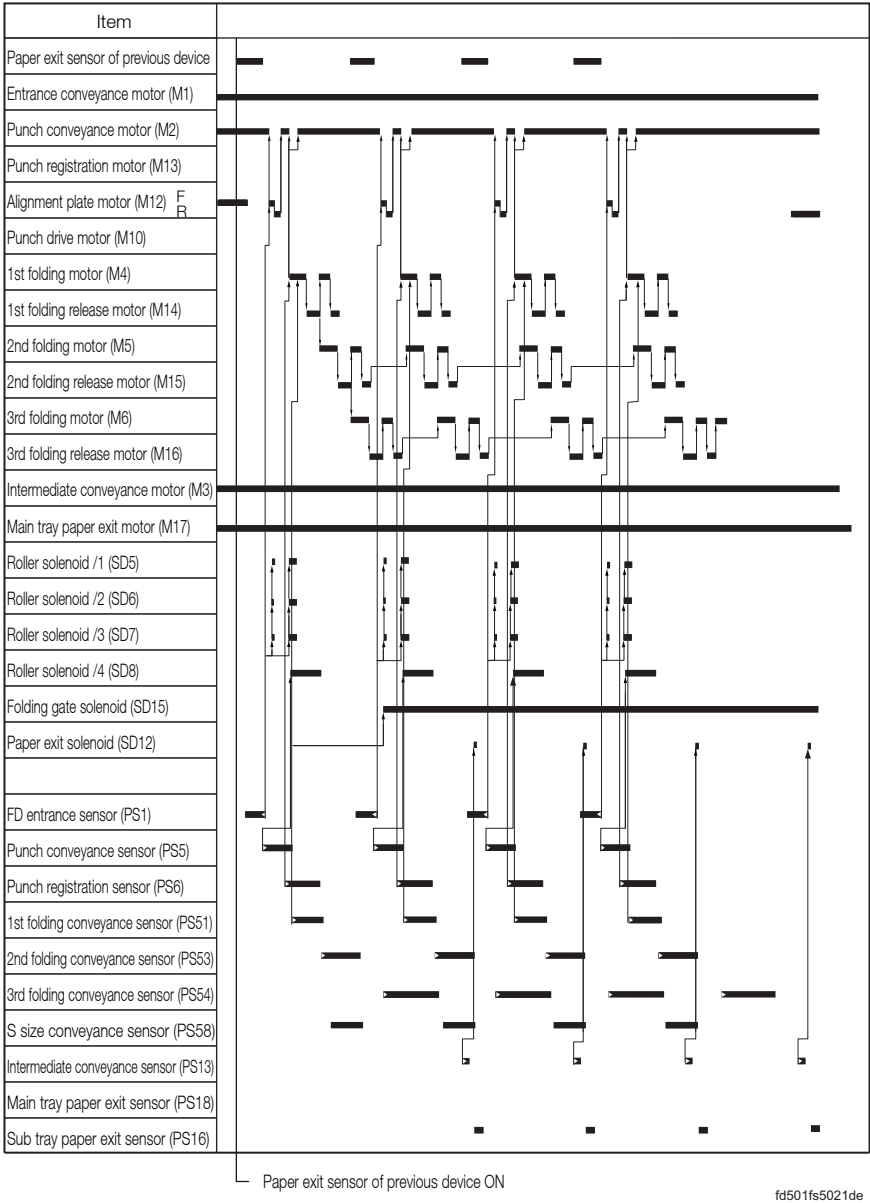 Item
Paper exit sensor of previous device
Entrance conveyance motor (M1)
Punch conveyance motor (M2)
Punch registration motor (M13)
Alignment plate motor (M12) F
R
Punch drive motor (M10)
1st folding motor (M4)
1st folding release motor (M14)
2nd folding motor (M5)
2nd folding release motor (M15)
3rd folding motor (M6)
3rd folding release motor (M16)
Intermediate conveyance motor (M3)
Main tray paper exit motor (M17)
Roller solenoid /1 (SD5)
Roller solenoid /2 (SD6)
Roller solenoid /3 (SD7)
Roller solenoid /4 (SD8)
Folding gate solenoid (SD15)
Paper exit solenoid (SD12)
FD entrance sensor (PS1)
Punch conveyance sensor (PS5)
Punch registration sensor (PS6)
1st folding conveyance sensor (PS51)
2nd folding conveyance sensor (PS53)
3rd folding conveyance sensor (PS54)
S size conveyance sensor (PS58)
Intermediate conveyance sensor (PS13)
Main tray paper exit sensor (PS18)
Sub tray paper exit sensor (PS16)
Paper exit sensor of previous device ON
fd501fs5021de